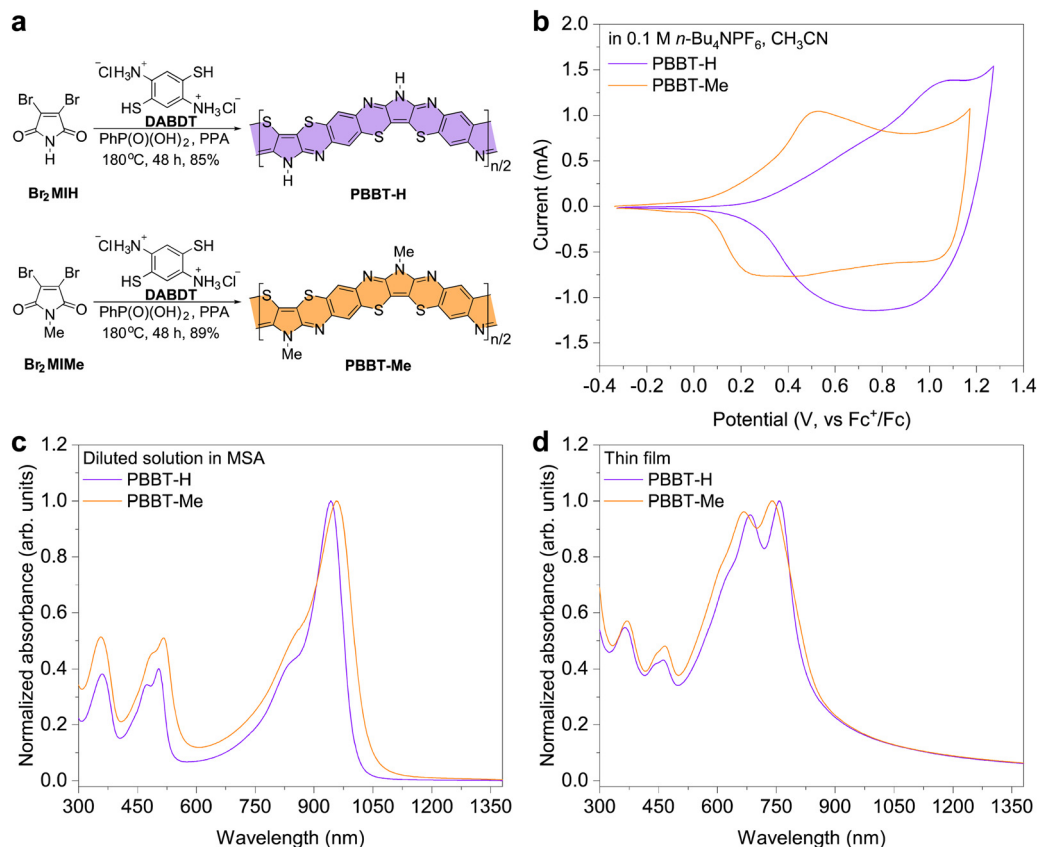 a
⁻ClH₃N⁺
SH
HS
⁺NH₃Cl⁻
DABDT
Br Br
O N O
H
PhP(O)(OH)₂, PPA
180°C, 48 h, 85%
Br₂MIH
H
N N N
S S S S
N N N
H
n/2
PBBT-H
⁻ClH₃N⁺
SH
HS
⁺NH₃Cl⁻
DABDT
Br Br
O N O
Me
PhP(O)(OH)₂, PPA
180°C, 48 h, 89%
Br₂MIMe
Me
N N N
S S S S
N N N
Me
n/2
PBBT-Me
b
in 0.1 M n-Bu₄NPF₆, CH₃CN
PBBT-H
PBBT-Me
Current (mA)
2.0
1.5
1.0
0.5
0.0
-0.5
-1.0
-1.5
-0.4 -0.2 0.0 0.2 0.4 0.6 0.8 1.0 1.2 1.4
Potential (V, vs Fc⁺/Fc)
c
Diluted solution in MSA
PBBT-H
PBBT-Me
Normalized absorbance (arb. units)
1.2
1.0
0.8
0.6
0.4
0.2
0.0
300 450 600 750 900 1050 1200 1350
Wavelength (nm)
d
Thin film
PBBT-H
PBBT-Me
Normalized absorbance (arb. units)
1.2
1.0
0.8
0.6
0.4
0.2
0.0
300 450 600 750 900 1050 1200 1350
Wavelength (nm)